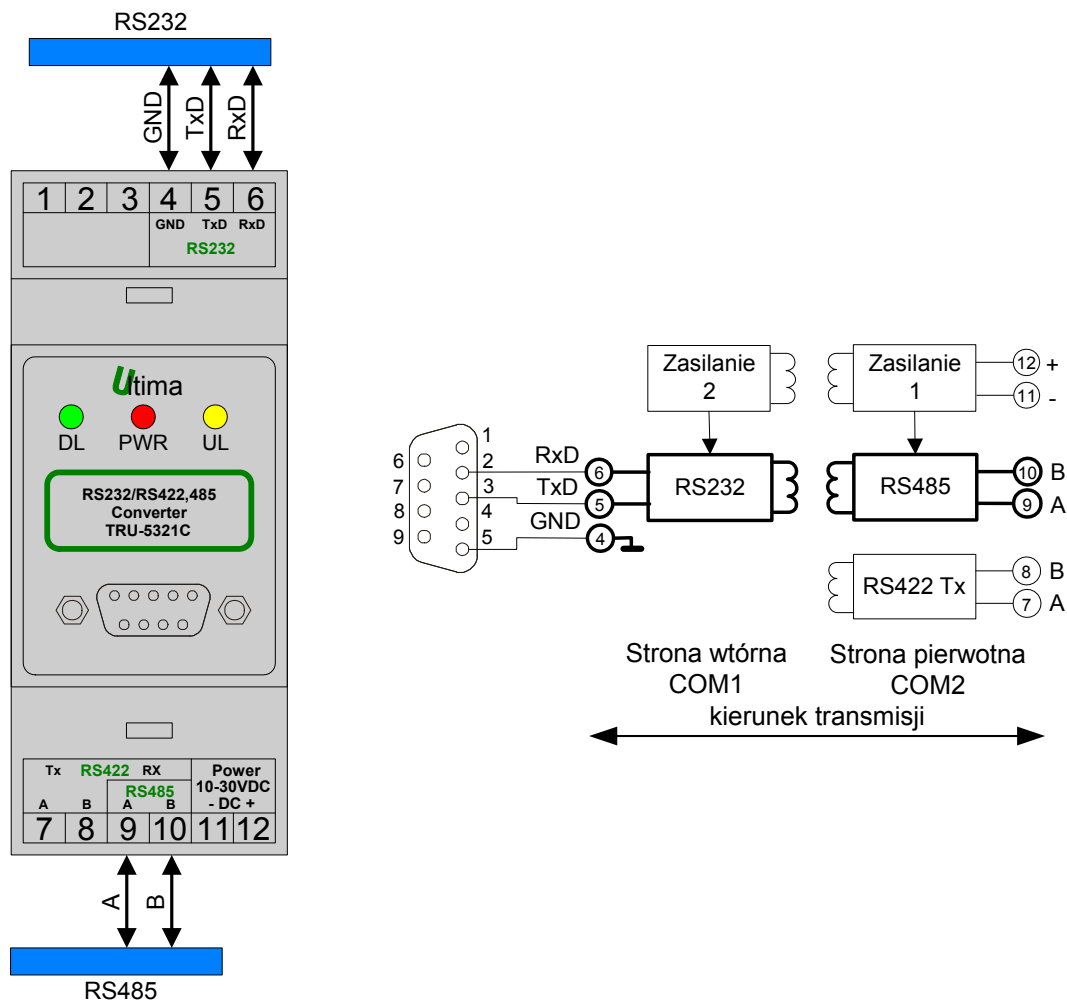 RS232
GND TxD RxD
1 2 3 4 5 6
GND TxD RxD
RS232
Ultima
DL PWR UL
RS232/RS422,485
Converter
TRU-5321C
Tx RS422 RX Power
10-30VDC
RS485
A B A B - DC +
7 8 9 10 11 12
A B
RS485
Zasilanie
2
Zasilanie
1
12 +
11 -
1
6 2 RxD 6
7 3 TxD 5
8 4 GND
9 5 4
RS232
RS485
10 B
9 A
RS422 Tx
8 B
7 A
Strona wtórna
COM1
Strona pierwotna
COM2
kierunek transmisji